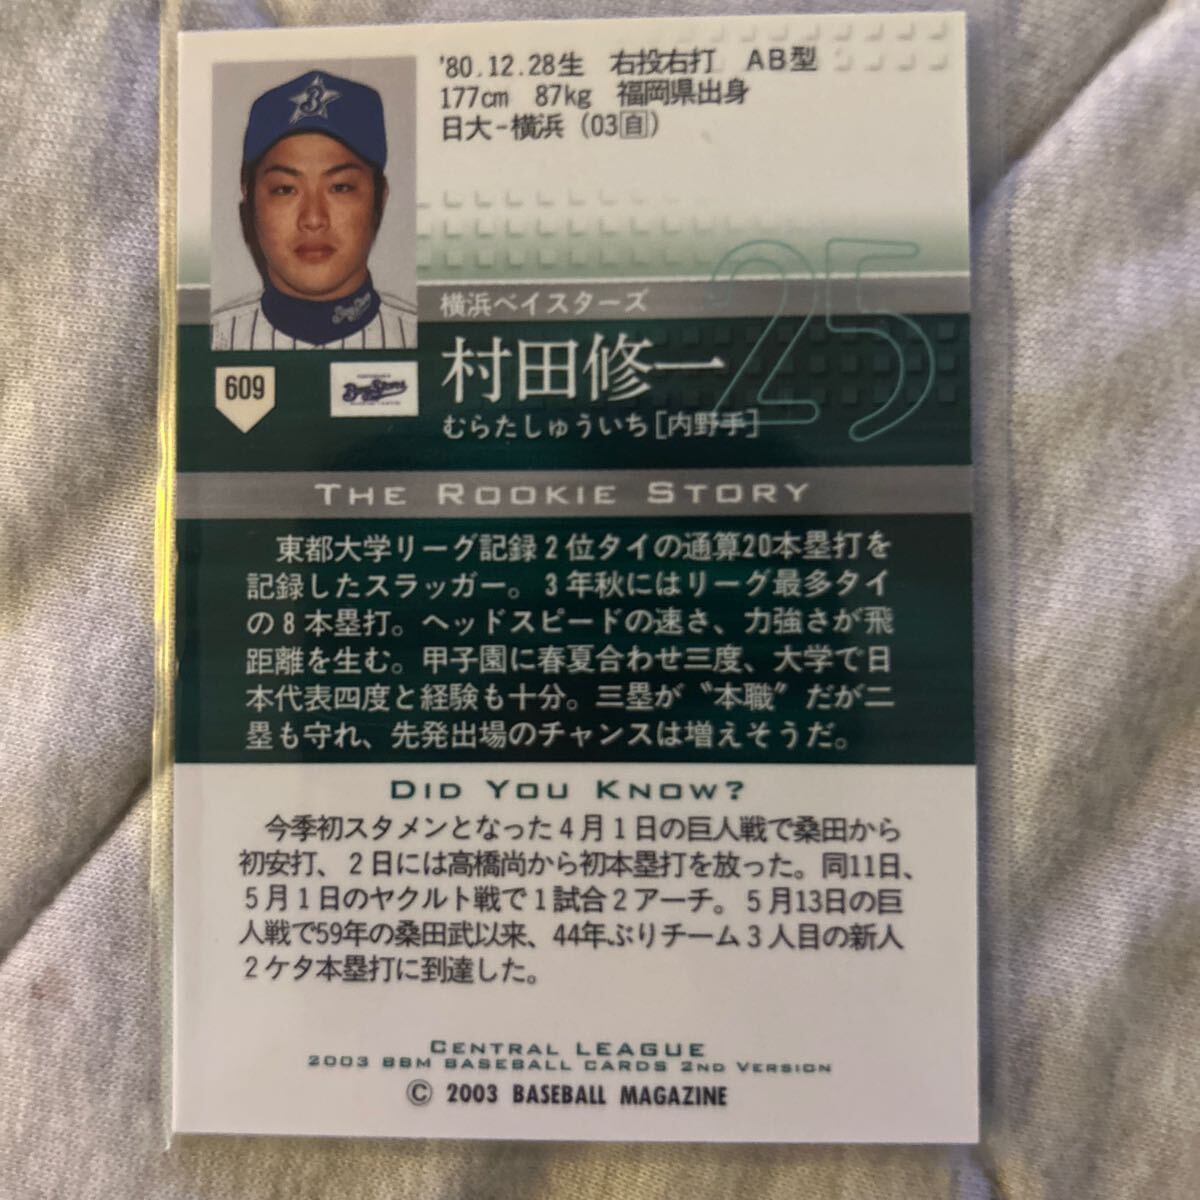 '80.12.28生 右投右打 AB型
177cm 87kg 福岡県出身
日大-横浜 (03自)
25
横浜ベイスターズ
村田修一
むらたしゅういち[内野手]
609
BayStars
THE ROOKIE STORY
東都大学リーグ記録2位タイの通算20本塁打を
記録したスラッガー。3年秋にはリーグ最多タイ
の8本塁打。ヘッドスピードの速さ、力強さが飛
距離を生む。甲子園に春夏合わせ三度、大学で日
本代表四度と経験も十分。三塁が〝本職〟だが二
塁も守れ、先発出場のチャンスは増えそうだ。
DID YOU KNOW?
今季初スタメンとなった4月1日の巨人戦で桑田から
初安打、2日には高橋尚から初本塁打を放った。同11日、
5月1日のヤクルト戦で1試合2アーチ。5月13日の巨
人戦で59年の桑田武以来、44年ぶりチーム3人目の新人
2ケタ本塁打に到達した。
CENTRAL LEAGUE
2003 BBM BASEBALL CARDS 2ND VERSION
© 2003 BASEBALL MAGAZINE